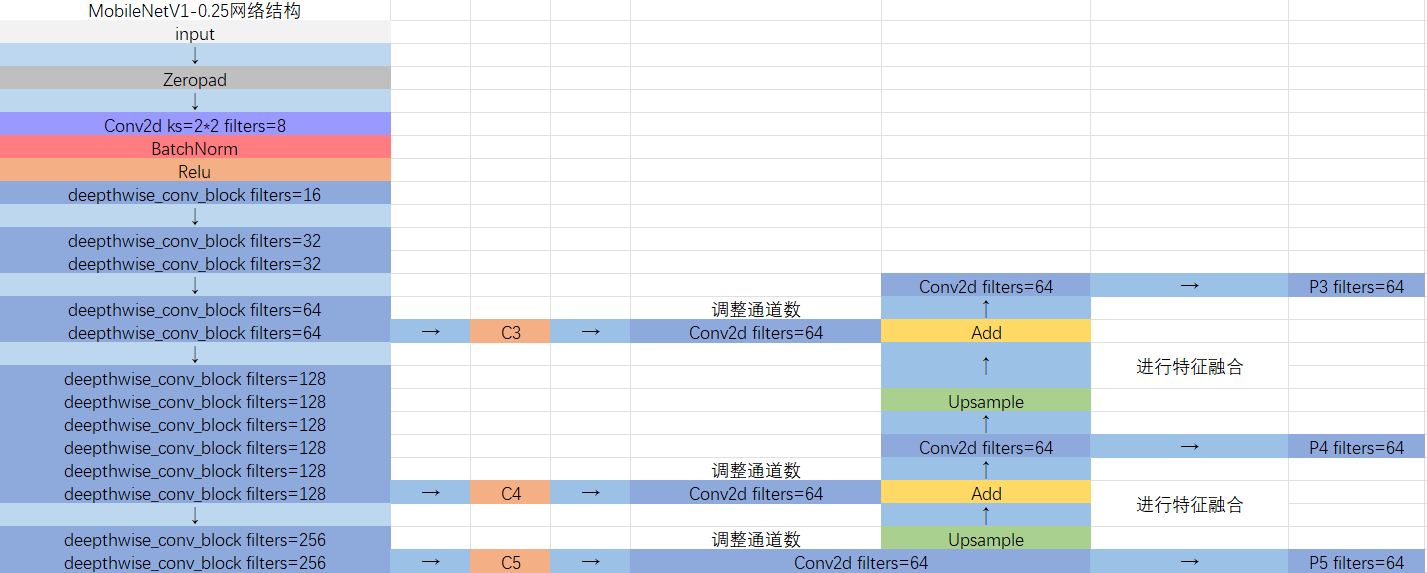 MobileNetV1-0.25网络结构
input
↓
Zeropad
↓
Conv2d ks=2*2 filters=8
BatchNorm
Relu
deepthwise_conv_block filters=16
↓
deepthwise_conv_block filters=32
deepthwise_conv_block filters=32
↓ Conv2d filters=64 → P3 filters=64
deepthwise_conv_block filters=64 调整通道数 ↑
deepthwise_conv_block filters=64 → C3 → Conv2d filters=64 Add
↓ ↑ 进行特征融合
deepthwise_conv_block filters=128
deepthwise_conv_block filters=128 Upsample
deepthwise_conv_block filters=128 ↑
deepthwise_conv_block filters=128 Conv2d filters=64 → P4 filters=64
deepthwise_conv_block filters=128 调整通道数 ↑
deepthwise_conv_block filters=128 → C4 → Conv2d filters=64 Add
↓ ↑ 进行特征融合
deepthwise_conv_block filters=256 调整通道数 Upsample
deepthwise_conv_block filters=256 → C5 → Conv2d filters=64 → P5 filters=64